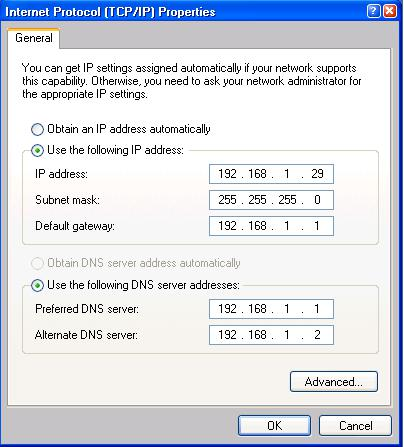 Internet Protocol (TCP/IP) Properties
General
You can get IP settings assigned automatically if your network supports
this capability. Otherwise, you need to ask your network administrator for
the appropriate IP settings.
Obtain an IP address automatically
Use the following IP address:
IP address: 192 . 168 . 1 . 29
Subnet mask: 255 . 255 . 255 . 0
Default gateway: 192 . 168 . 1 . 1
Obtain DNS server address automatically
Use the following DNS server addresses:
Preferred DNS server: 192 . 168 . 1 . 1
Alternate DNS server: 192 . 168 . 1 . 2
Advanced...
OK Cancel